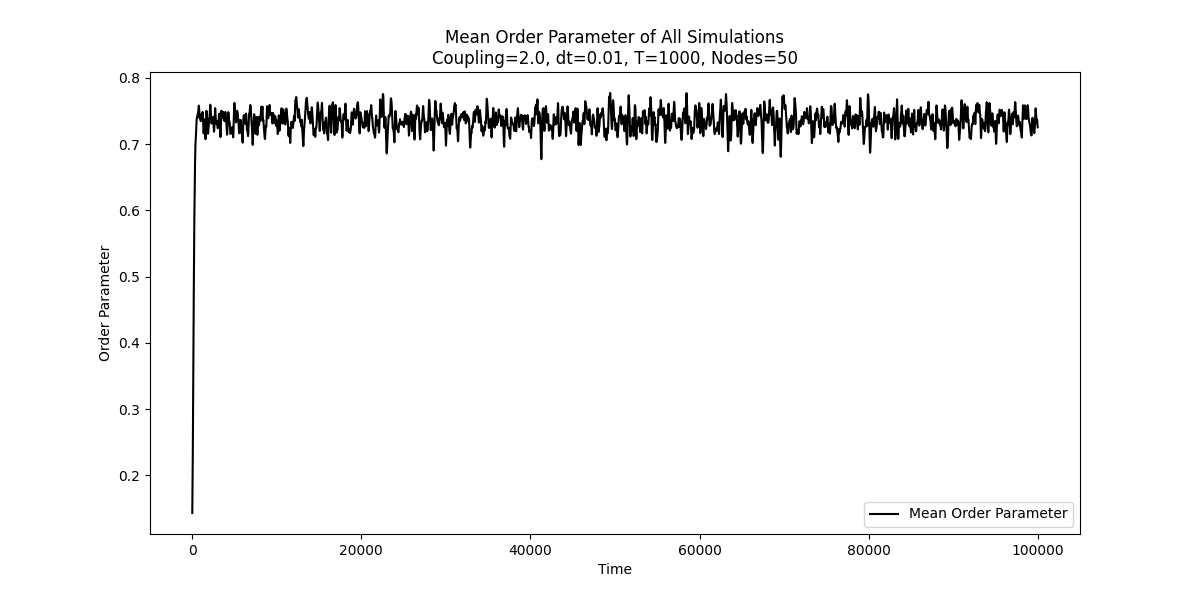 Mean Order Parameter of All Simulations
Coupling=2.0, dt=0.01, T=1000, Nodes=50
0.8
0.7
0.6
0.5
0.4
0.3
0.2
Order Parameter
Mean Order Parameter
0 20000 40000 60000 80000 100000
Time